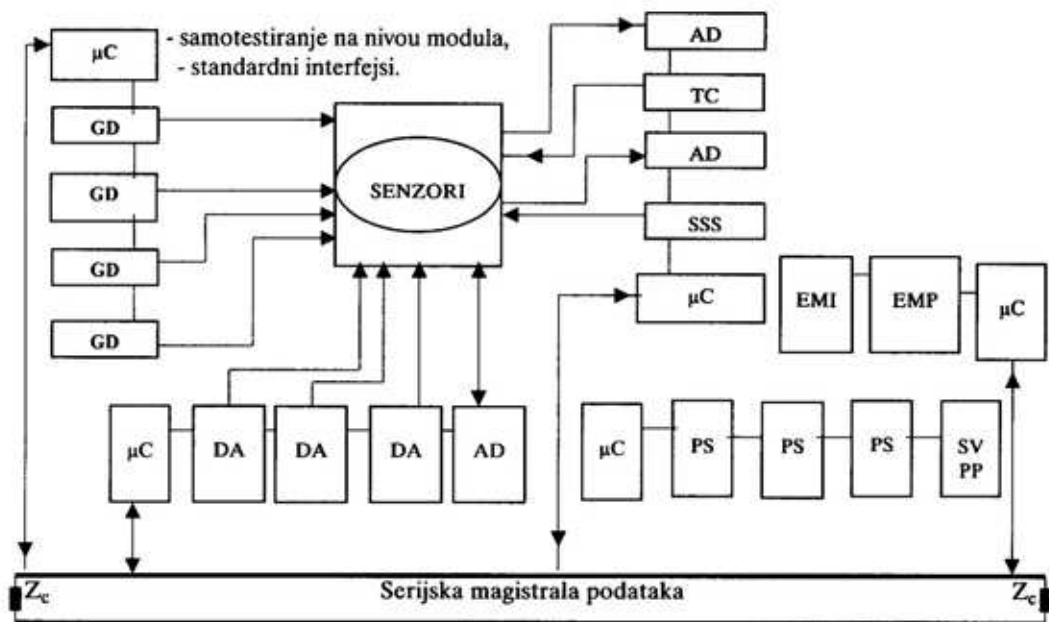 μC
- samotestiranje na nivou modula,
- standardni interfejsi.
GD
GD
GD
GD
SENZORI
AD
TC
AD
SSS
μC
EMI
EMP
μC
μC
DA
DA
DA
AD
μC
PS
PS
PS
SV
PP
Zc
Serijska magistrala podataka
Zc